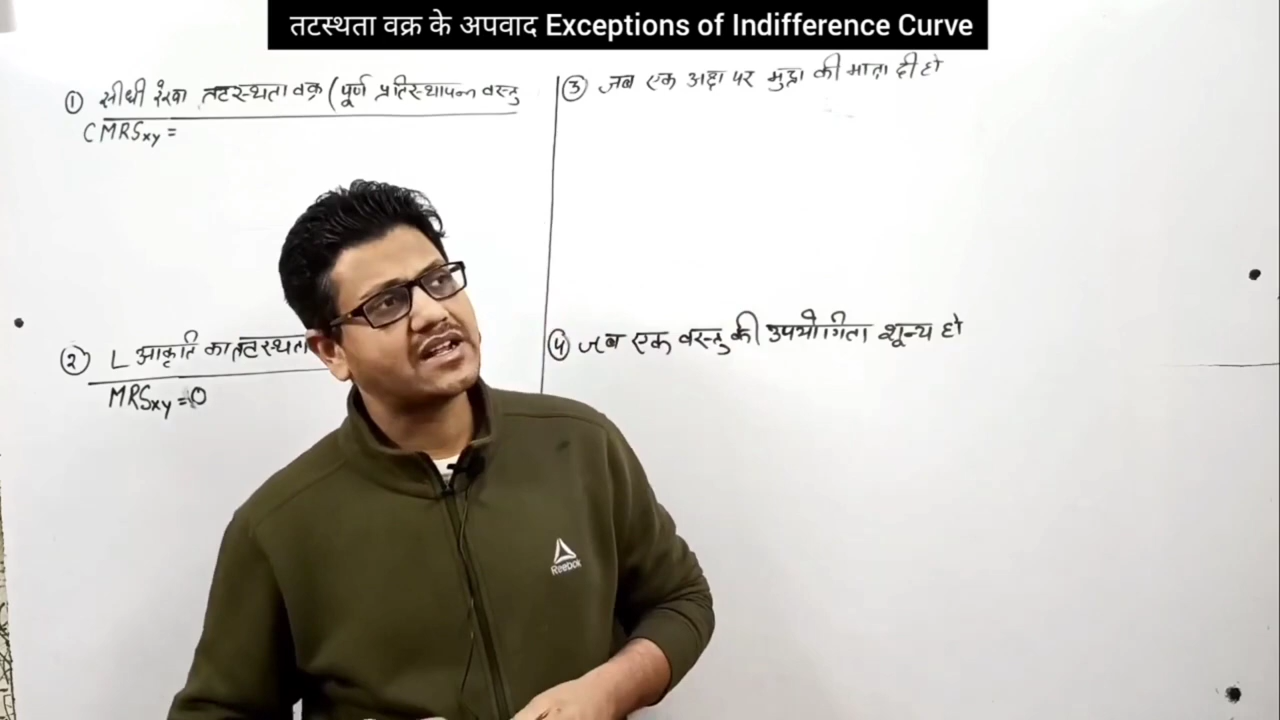 तटस्थता वक्र के अपवाद Exceptions of Indifference Curve
① सीधी रेखा तटस्थता वक्र (पूर्ण प्रतिस्थापन्न वस्तु
CMRSxy =
② L आकृति का तटस्थता
MRSxy = 0
③ जब एक अक्ष पर मुद्रा की मात्रा दी हो
④ जब एक वस्तु की उपयोगिता शून्य हो
Reebok